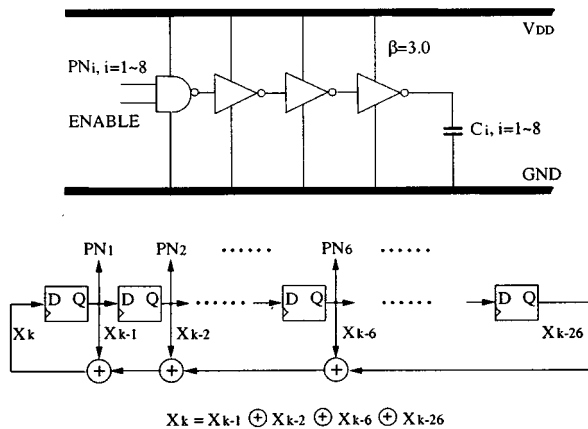 VDD
β=3.0
PNi, i=1~8
ENABLE
Ci, i=1~8
GND
PN1 PN2 ...... PN6 ......
D Q D Q ...... D Q ...... D Q
Xk Xk-1 Xk-2 Xk-6 Xk-26
Xk = Xk-1 ⊕ Xk-2 ⊕ Xk-6 ⊕ Xk-26